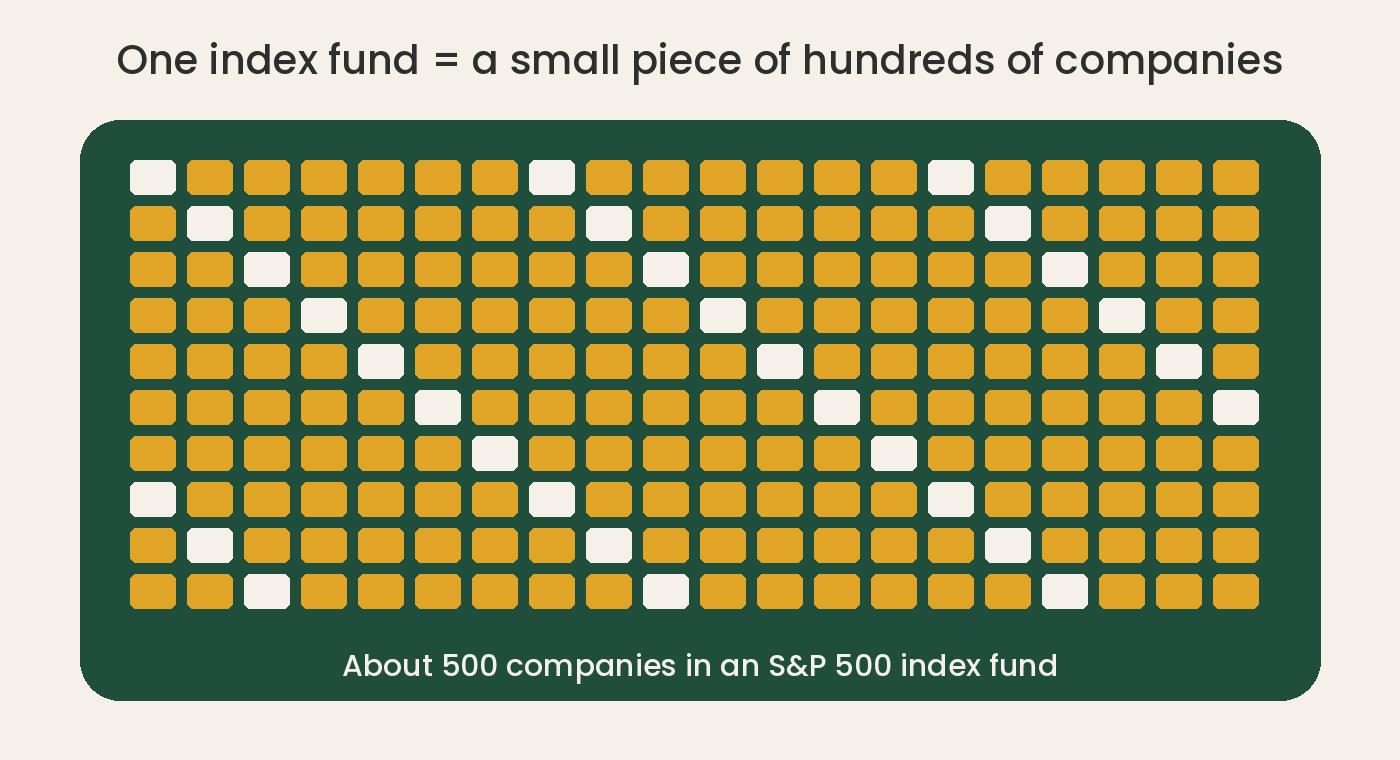 One index fund = a small piece of hundreds of companies
About 500 companies in an S&P 500 index fund